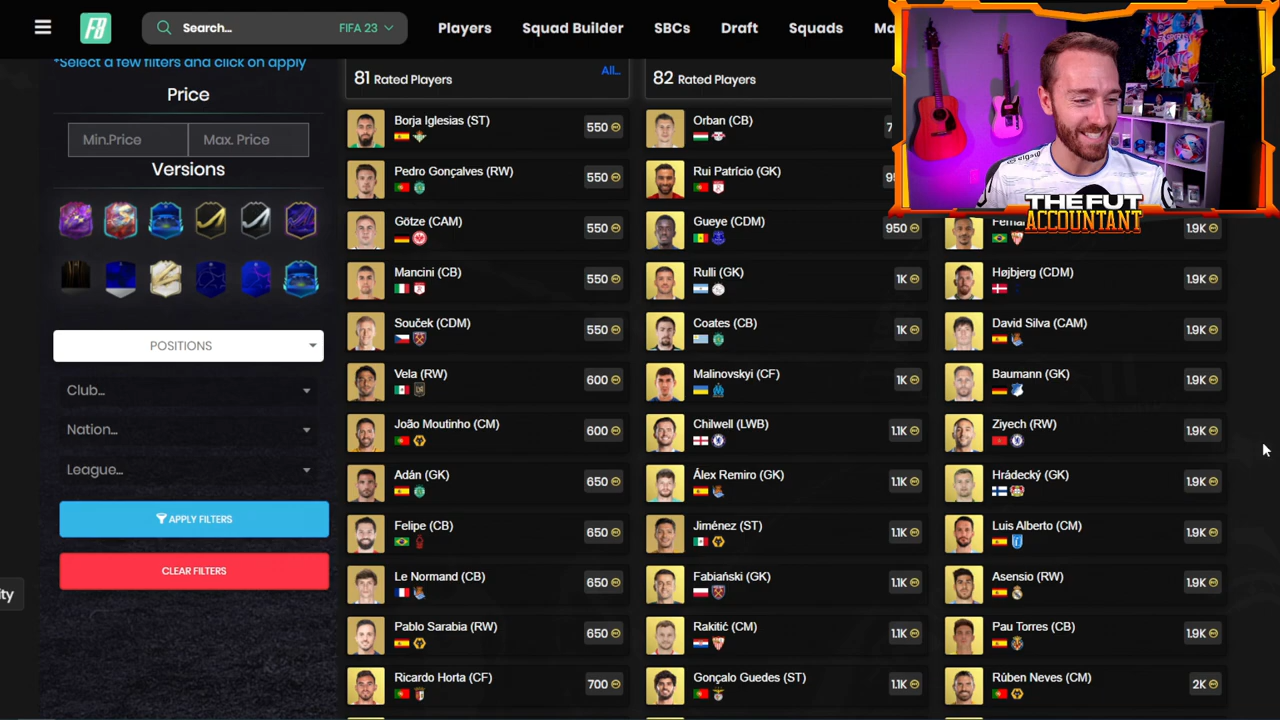 FB
Search...
FIFA 23
Players
Squad Builder
SBCs
Draft
Squads
Ma
*Select a few filters and click on apply
Price
Min.Price
Max. Price
Versions
POSITIONS
Club...
Nation...
League...
APPLY FILTERS
CLEAR FILTERS
ty
81 Rated Players
All...
Borja Iglesias (ST)
550
Pedro Gonçalves (RW)
550
Götze (CAM)
550
Mancini (CB)
550
Souček (CDM)
550
Vela (RW)
600
João Moutinho (CM)
600
Adán (GK)
650
Felipe (CB)
650
Le Normand (CB)
650
Pablo Sarabia (RW)
650
Ricardo Horta (CF)
700
82 Rated Players
Orban (CB)
7
Rui Patrício (GK)
95
Gueye (CDM)
950
Rulli (GK)
1K
Coates (CB)
1K
Malinovskyi (CF)
1K
Chilwell (LWB)
1.1K
Álex Remiro (GK)
1.1K
Jiménez (ST)
1.1K
Fabiański (GK)
1.1K
Rakitić (CM)
1.1K
Gonçalo Guedes (ST)
1.1K
THE FUT
ACCOUNTANT
1.9K
Højbjerg (CDM)
1.9K
David Silva (CAM)
1.9K
Baumann (GK)
1.9K
Ziyech (RW)
1.9K
Hrádecký (GK)
1.9K
Luis Alberto (CM)
1.9K
Asensio (RW)
1.9K
Pau Torres (CB)
1.9K
Rúben Neves (CM)
2K